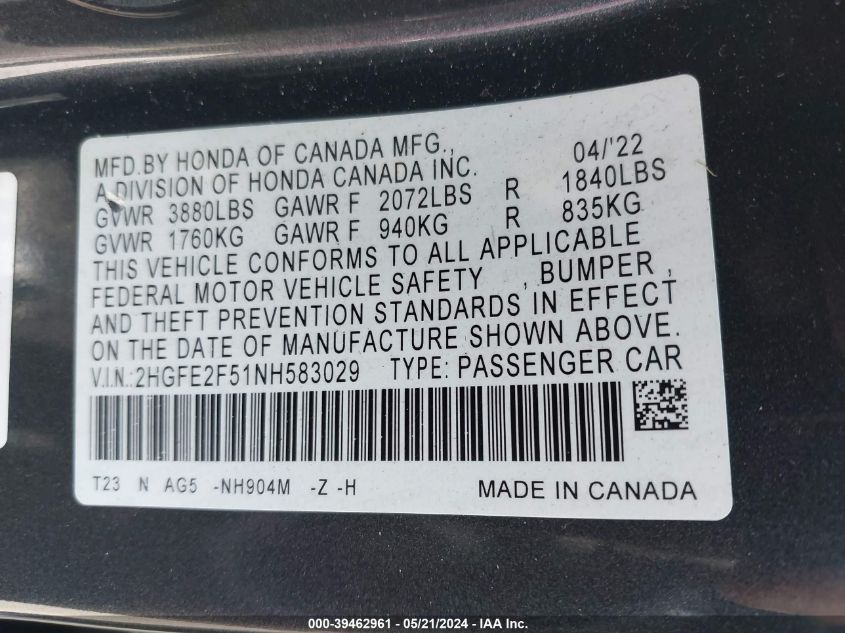 MFD.BY HONDA OF CANADA MFG., 04/'22
A DIVISION OF HONDA CANADA INC.
GVWR 3880LBS GAWR F 2072LBS R 1840LBS
GVWR 1760KG GAWR F 940KG R 835KG
THIS VEHICLE CONFORMS TO ALL APPLICABLE
FEDERAL MOTOR VEHICLE SAFETY , BUMPER ,
AND THEFT PREVENTION STANDARDS IN EFFECT
ON THE DATE OF MANUFACTURE SHOWN ABOVE.
V.I.N.:2HGFE2F51NH583029 TYPE: PASSENGER CAR
T23 N AG5 -NH904M -Z -H MADE IN CANADA
000-39462961 - 05/21/2024 - IAA Inc.